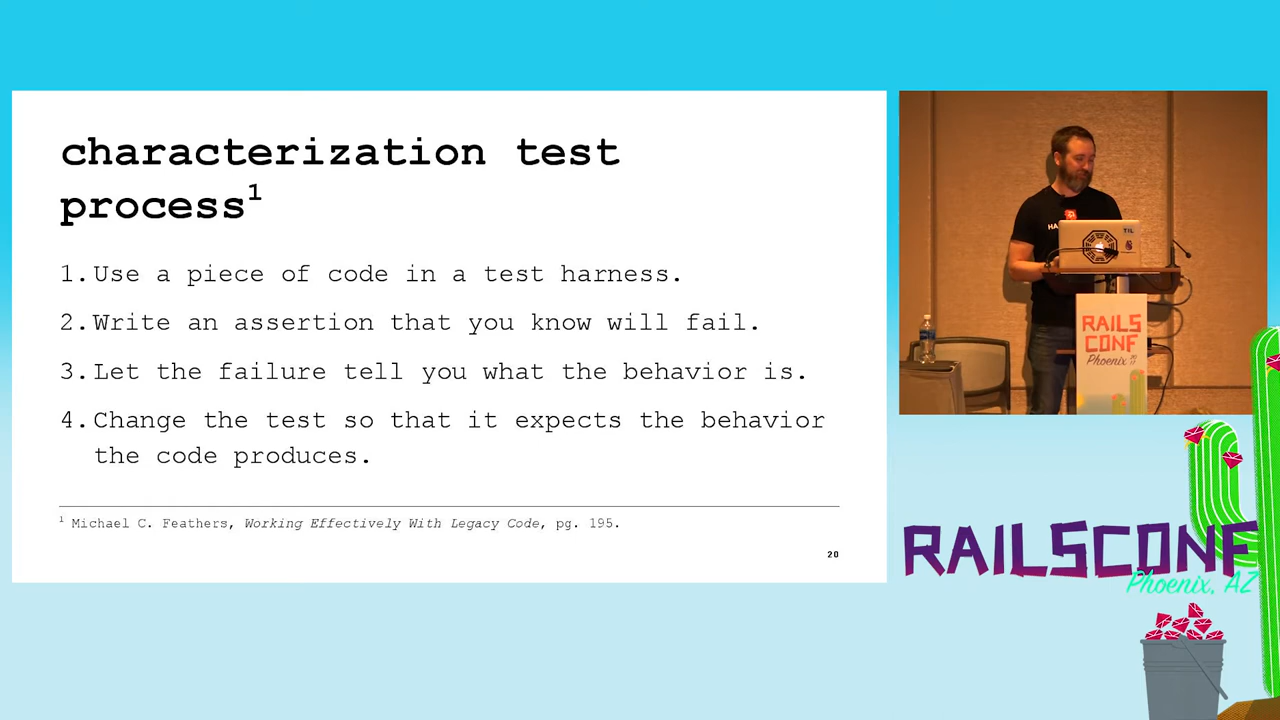 characterization test
process1
1. Use a piece of code in a test harness.
2. Write an assertion that you know will fail.
3. Let the failure tell you what the behavior is.
4. Change the test so that it expects the behavior
the code produces.
1 Michael C. Feathers, Working Effectively With Legacy Code, pg. 195.
20
HA
TIL
RAILS
CONF
Phoenix
RAILSCONF
Phoenix, AZ